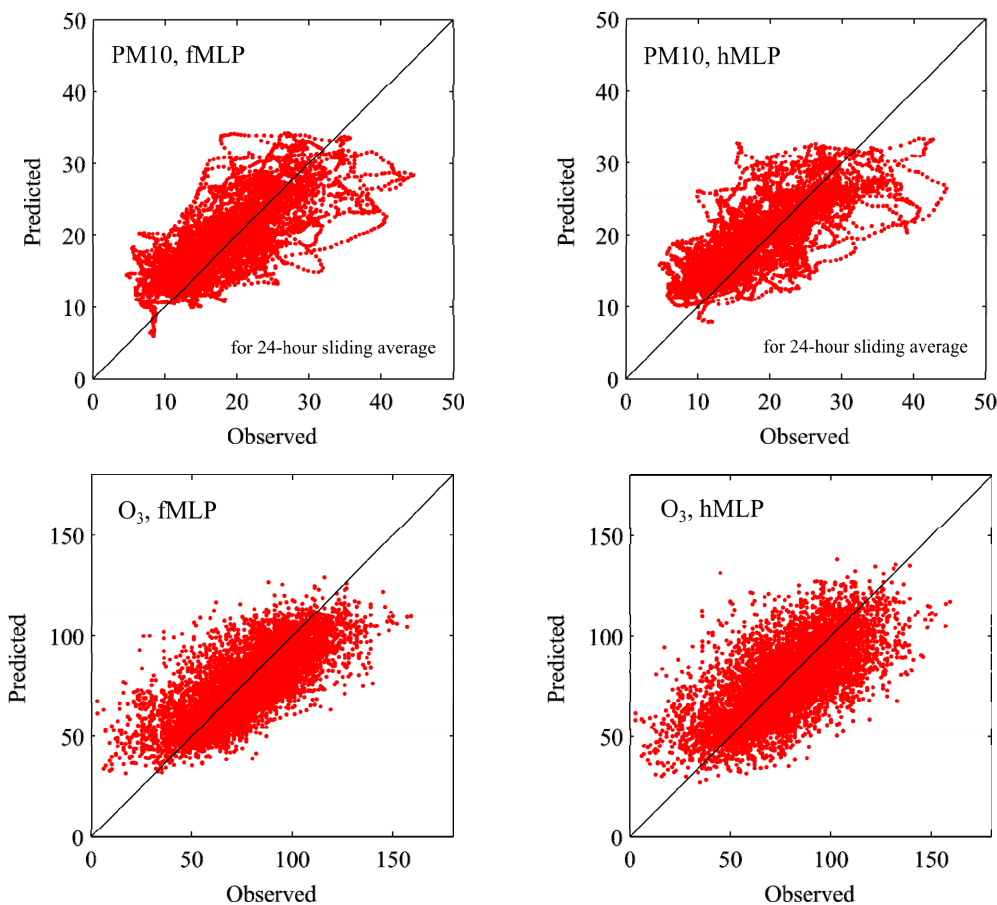 50
40
30
20
10
0
Predicted
PM10, fMLP
for 24-hour sliding average
0 10 20 30 40 50
Observed
50
40
30
20
10
0
Predicted
PM10, hMLP
for 24-hour sliding average
0 10 20 30 40 50
Observed
150
100
50
0
Predicted
O₃, fMLP
0 50 100 150
Observed
150
100
50
0
Predicted
O₃, hMLP
0 50 100 150
Observed